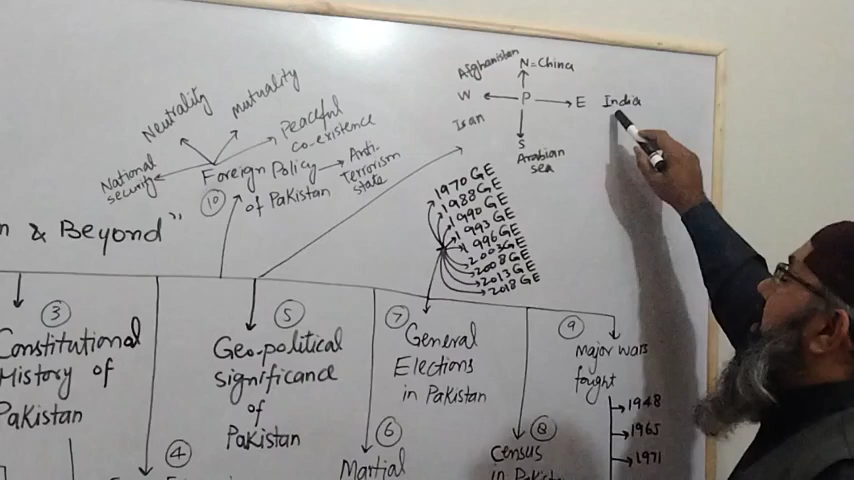 Afghanistan
N=China
W
P
E
India
Iran
S
Arabian
sea
Neutrality
Mutuality
Peaceful
co-existence
National
security
Foreign Policy
of Pakistan
Anti-
Terrorism
state
10
n & Beyond"
1970 GE
1988 GE
1990 GE
1993 GE
1996 GE
2003 GE
2008 GE
2013 GE
2018 GE
3
Constitutional
History of
Pakistan
5
Geo-political
significance
of
Pakistan
7
General
Elections
in Pakistan
9
Major wars
fought
1948
1965
1971
4
6
Martial
8
Census